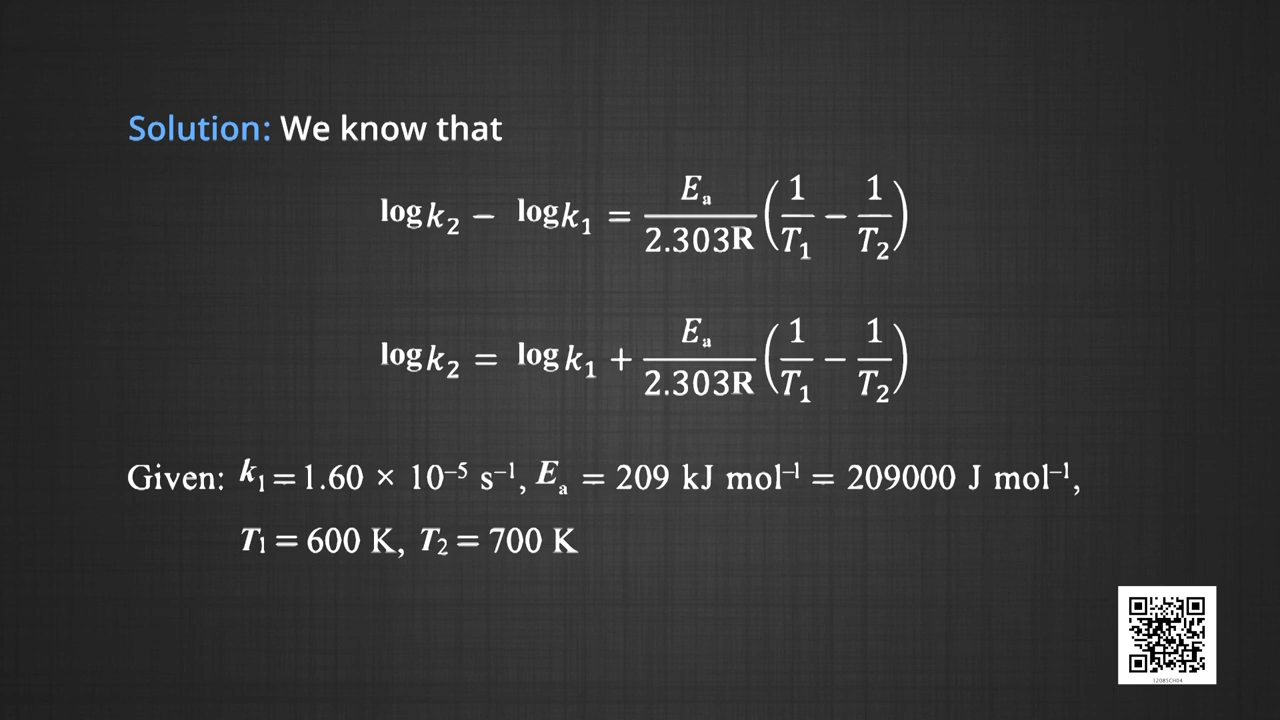 Solution: We know that
log k₂ − log k₁ = Eₐ / 2.303R (1/T₁ − 1/T₂)
log k₂ = log k₁ + Eₐ / 2.303R (1/T₁ − 1/T₂)
Given: k₁ = 1.60 × 10⁻⁵ s⁻¹, Eₐ = 209 kJ mol⁻¹ = 209000 J mol⁻¹,
T₁ = 600 K, T₂ = 700 K
12085CH04